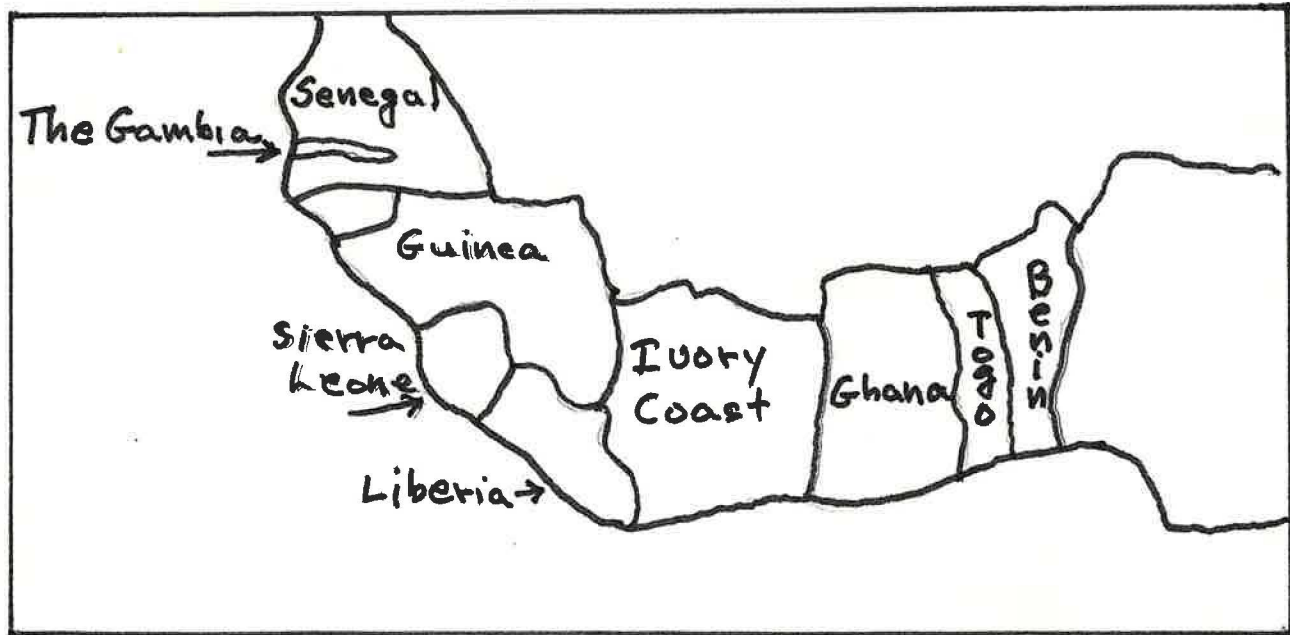 Senegal
The Gambia
Guinea
Sierra
Leone
Ivory
Coast
Ghana
Togo
Benin
Liberia